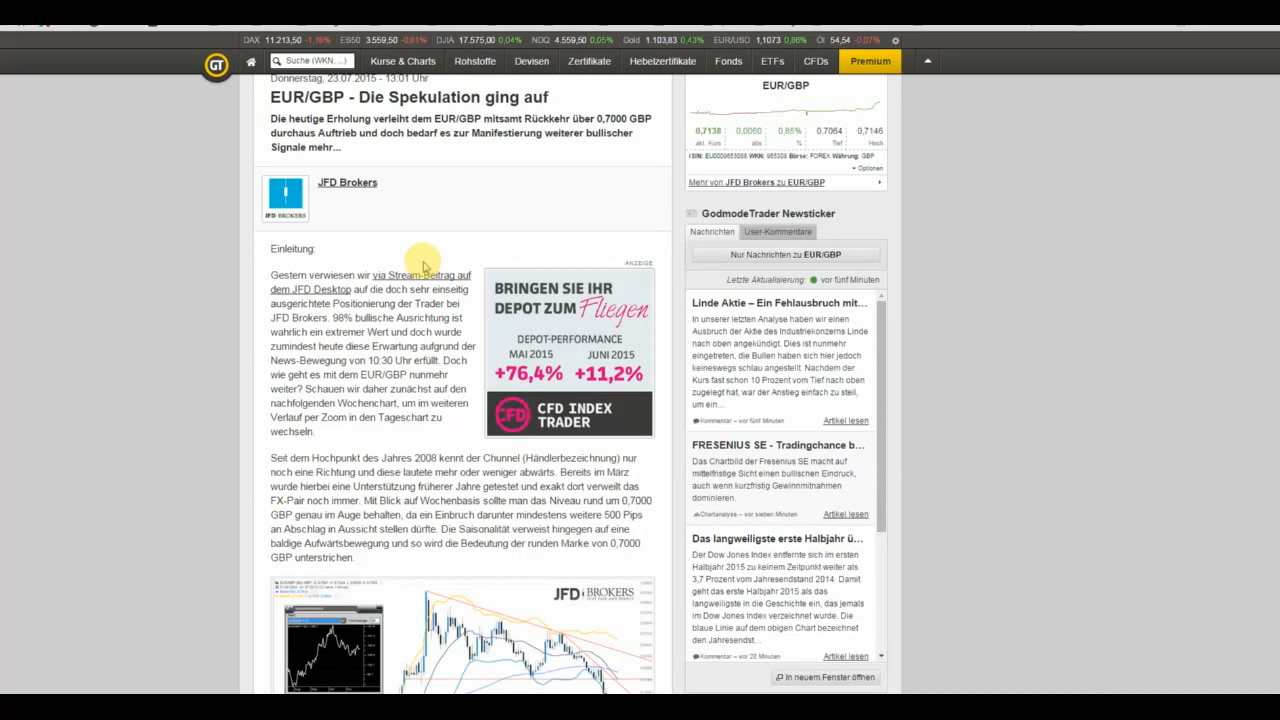 DAX 11.213,50 -1,18% ES50 3.559,50 -0,81% DJIA 17.575,00 0,04% NDQ 4.559,50 0,05% Gold 1.103,83 0,43% EUR/USD 1,1073 0,86% Öl 54,54 -0,07%
GT Suche (WKN, ...) Kurse & Charts Rohstoffe Devisen Zertifikate Hebelzertifikate Fonds ETFs CFDs Premium
Donnerstag, 23.07.2015 - 13:01 Uhr
EUR/GBP - Die Spekulation ging auf
Die heutige Erholung verleiht dem EUR/GBP mitsamt Rückkehr über 0,7000 GBP
durchaus Auftrieb und doch bedarf es zur Manifestierung weiterer bullischer
Signale mehr...
JFD Brokers
JFD BROKERS
Einleitung:
Gestern verwiesen wir via Stream-Beitrag auf
dem JFD Desktop auf die doch sehr einseitig
ausgerichtete Positionierung der Trader bei
JFD Brokers. 98% bullische Ausrichtung ist
wahrlich ein extremer Wert und doch wurde
zumindest heute diese Erwartung aufgrund der
News-Bewegung von 10:30 Uhr erfüllt. Doch
wie geht es mit dem EUR/GBP nunmehr
weiter? Schauen wir daher zunächst auf den
nachfolgenden Wochenchart, um im weiteren
Verlauf per Zoom in den Tageschart zu
wechseln.
ANZEIGE
BRINGEN SIE IHR
DEPOT ZUM Fliegen
DEPOT-PERFORMANCE
MAI 2015 JUNI 2015
+76,4% +11,2%
CFD CFD INDEX
TRADER
Seit dem Hochpunkt des Jahres 2008 kennt der Chunnel (Händlerbezeichnung) nur
noch eine Richtung und diese lautete mehr oder weniger abwärts. Bereits im März
wurde hierbei eine Unterstützung früherer Jahre getestet und exakt dort verweilt das
FX-Pair noch immer. Mit Blick auf Wochenbasis sollte man das Niveau rund um 0,7000
GBP genau im Auge behalten, da ein Einbruch darunter mindestens weitere 500 Pips
an Abschlag in Aussicht stellen dürfte. Die Saisonalität verweist hingegen auf eine
baldige Aufwärtsbewegung und so wird die Bedeutung der runden Marke von 0,7000
GBP unterstrichen.
JFD BROKERS
EUR/GBP
0,7138 0,0060 0,85% 0,7064 0,7146
akt. Kurs abs % Tief Hoch
ISIN: EU0009653088 WKN: 965308 Börse: FOREX Währung: GBP
Optionen
Mehr von JFD Brokers zu EUR/GBP
GodmodeTrader Newsticker
Nachrichten User-Kommentare
Nur Nachrichten zu EUR/GBP
Letzte Aktualisierung: vor fünf Minuten
Linde Aktie – Ein Fehlausbruch mit...
In unserer letzten Analyse haben wir einen
Ausbruch der Aktie des Industriekonzerns Linde
nach oben angekündigt. Dies ist nunmehr
eingetreten, die Bullen haben sich hier jedoch
keineswegs schlau angestellt. Nachdem der
Kurs fast schon 10 Prozent vom Tief nach oben
zugelegt hat, war der Anstieg einfach zu steil,
um ein...
Kommentar – vor fünf Minuten Artikel lesen
FRESENIUS SE - Tradingchance b...
Das Chartbild der Fresenius SE macht auf
mittelfristige Sicht einen bullischen Eindruck,
auch wenn kurzfristig Gewinnmitnahmen
dominieren.
Chartanalyse – vor sieben Minuten Artikel lesen
Das langweiligste erste Halbjahr ü...
Der Dow Jones Index entfernte sich im ersten
Halbjahr 2015 zu keinem Zeitpunkt weiter als
3,7 Prozent vom Jahresendstand 2014. Damit
geht das erste Halbjahr 2015 als das
langweiligste in die Geschichte ein, das jemals
im Dow Jones Index verzeichnet wurde. Die
blaue Linie auf dem obigen Chart bezeichnet
den Jahresendst...
Kommentar – vor 20 Minuten Artikel lesen
In neuem Fenster öffnen